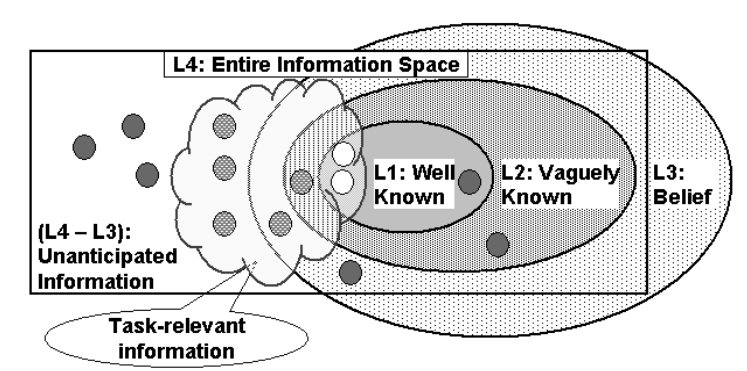 L4: Entire Information Space
L1: Well
Known
L2: Vaguely
Known
L3:
Belief
(L4 – L3):
Unanticipated
Information
Task-relevant
information